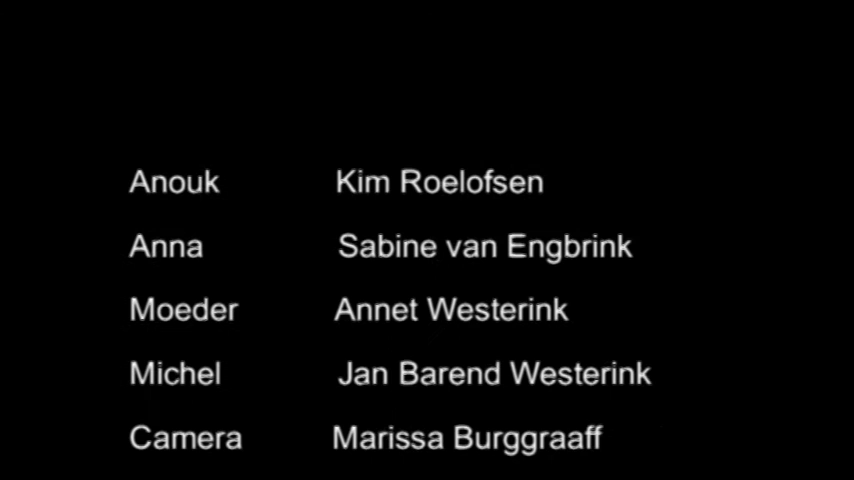 Anouk Kim Roelofsen
Anna Sabine van Engbrink
Moeder Annet Westerink
Michel Jan Barend Westerink
Camera Marissa Burggraaff